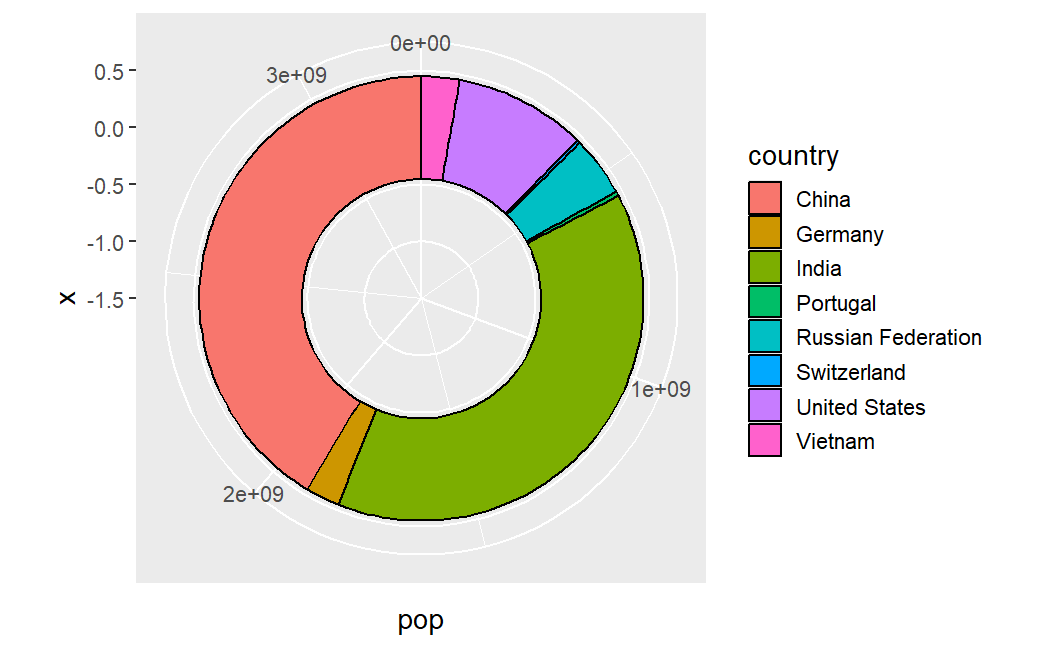 0e+00
3e+09
1e+09
2e+09
0.5
0.0
-0.5
-1.0
-1.5
x
pop
country
China
Germany
India
Portugal
Russian Federation
Switzerland
United States
Vietnam